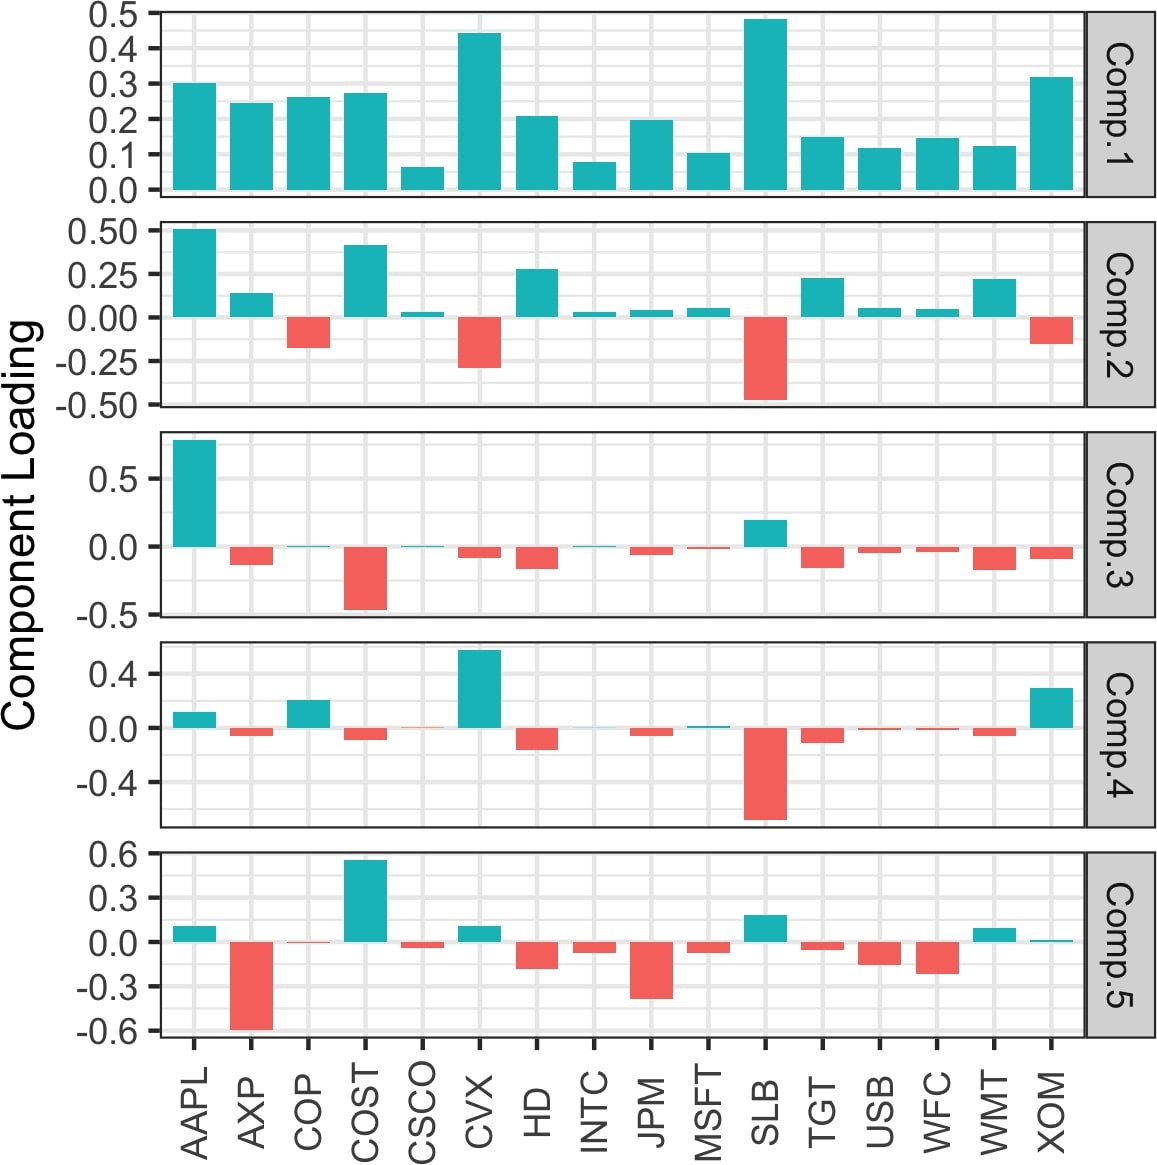 Component Loading
0.5
0.4
0.3
0.2
0.1
0.0
Comp.1
0.50
0.25
0.00
-0.25
-0.50
Comp.2
0.5
0.0
-0.5
Comp.3
0.4
0.0
-0.4
Comp.4
0.6
0.3
0.0
-0.3
-0.6
Comp.5
AAPL
AXP
COP
COST
CSCO
CVX
HD
INTC
JPM
MSFT
SLB
TGT
USB
WFC
WMT
XOM